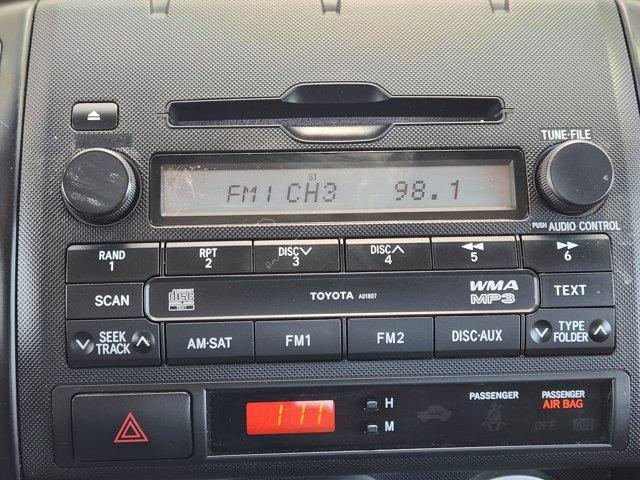 TUNE·FILE
ST
FM1 CH3 98.1
PUSH AUDIO CONTROL
RAND 1
RPT 2
DISC 3
DISC 4
5
6
SCAN
TOYOTA A01807
WMA
MP3
TEXT
SEEK
TRACK
AM·SAT
FM1
FM2
DISC·AUX
TYPE
FOLDER
H
M
PASSENGER
PASSENGER
AIR BAG
OFF
ON